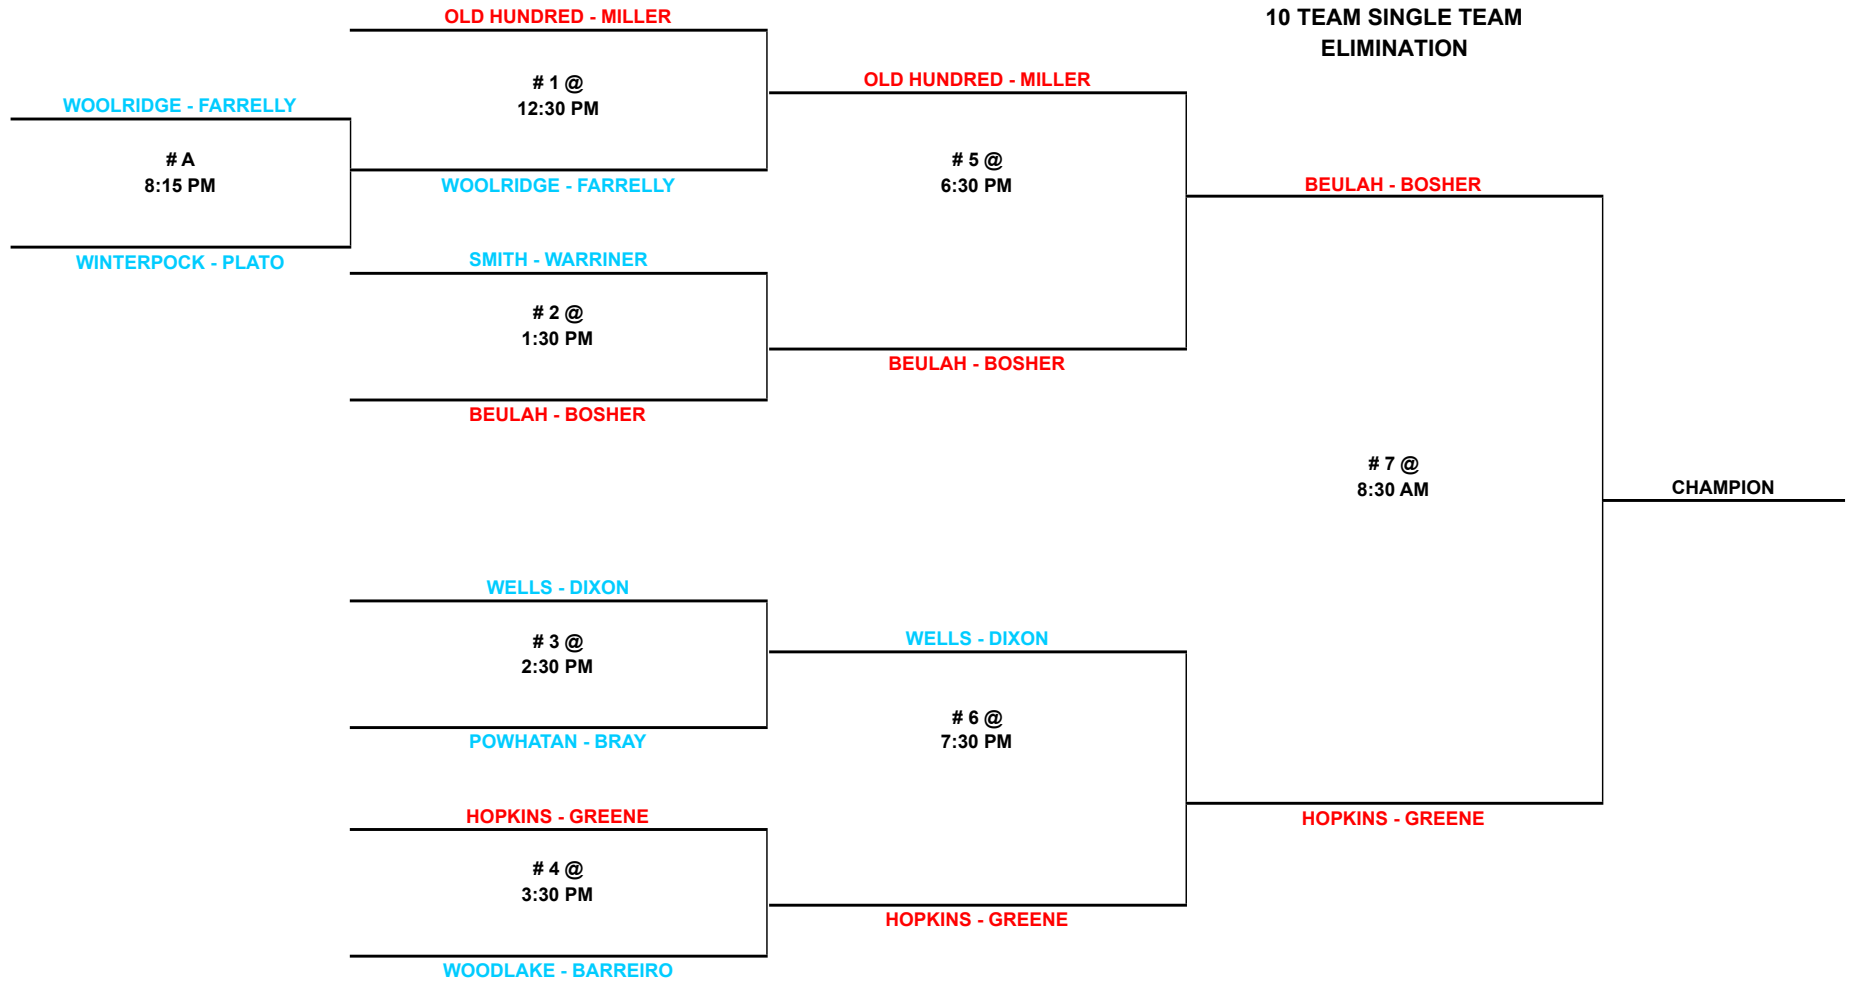 10 TEAM SINGLE TEAM
ELIMINATION
WOOLRIDGE - FARRELLY
# A
8:15 PM
WINTERPOCK - PLATO
OLD HUNDRED - MILLER
# 1 @
12:30 PM
WOOLRIDGE - FARRELLY
SMITH - WARRINER
# 2 @
1:30 PM
BEULAH - BOSHER
WELLS - DIXON
# 3 @
2:30 PM
POWHATAN - BRAY
HOPKINS - GREENE
# 4 @
3:30 PM
WOODLAKE - BARREIRO
OLD HUNDRED - MILLER
# 5 @
6:30 PM
BEULAH - BOSHER
WELLS - DIXON
# 6 @
7:30 PM
HOPKINS - GREENE
BEULAH - BOSHER
# 7 @
8:30 AM
HOPKINS - GREENE
CHAMPION